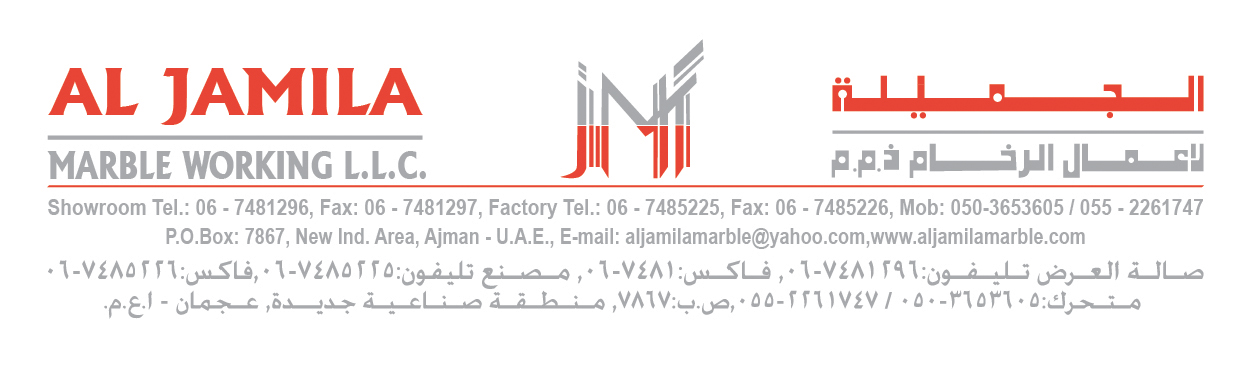 AL JAMILA
MARBLE WORKING L.L.C.
الجميلة
لاعمال الرخام ذ.م.م
Showroom Tel.: 06 - 7481296, Fax: 06 - 7481297, Factory Tel.: 06 - 7485225, Fax: 06 - 7485226, Mob: 050-3653605 / 055 - 2261747
P.O.Box: 7867, New Ind. Area, Ajman - U.A.E., E-mail: aljamilamarble@yahoo.com,www.aljamilamarble.com
صالة العرض تليفون:٠٦-٧٤٨١٢٩٦, فاكس:٠٦-٧٤٨١, مصنع تليفون:٠٦-٧٤٨٥٢٢٥,فاكس:٠٦-٧٤٨٥٢٢٦
متحرك:٠٥٠-٣٦٥٣٦٠٥ / ٠٥٥-٢٢٦١٧٤٧,ص.ب:٧٨٦٧, منطقة صناعية جديدة, عجمان - ا.ع.م.